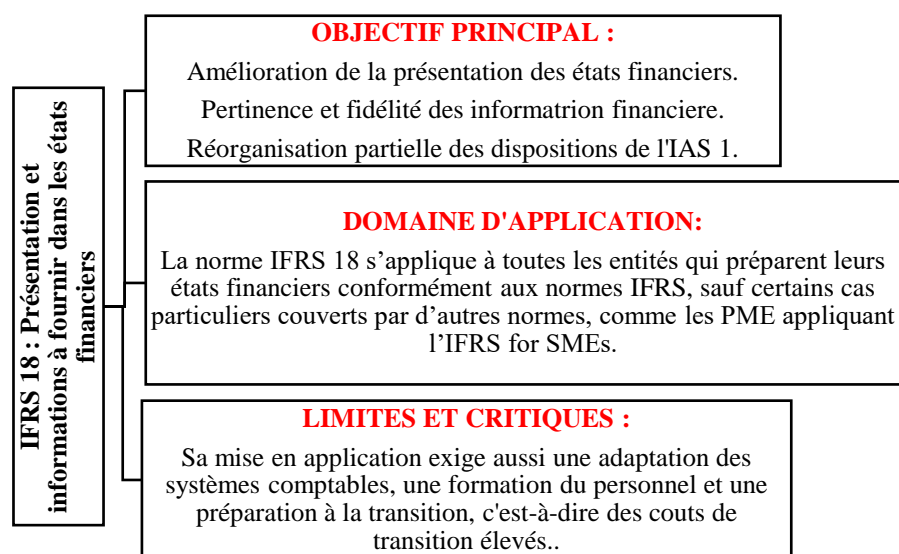 IFRS 18 : Présentation et
informations à fournir dans les états
financiers
OBJECTIF PRINCIPAL :
Amélioration de la présentation des états financiers.
Pertinence et fidélité des informatrion financiere.
Réorganisation partielle des dispositions de l'IAS 1.
DOMAINE D'APPLICATION:
La norme IFRS 18 s’applique à toutes les entités qui préparent leurs
états financiers conformément aux normes IFRS, sauf certains cas
particuliers couverts par d’autres normes, comme les PME appliquant
l’IFRS for SMEs.
LIMITES ET CRITIQUES :
Sa mise en application exige aussi une adaptation des
systèmes comptables, une formation du personnel et une
préparation à la transition, c'est-à-dire des couts de
transition élevés..